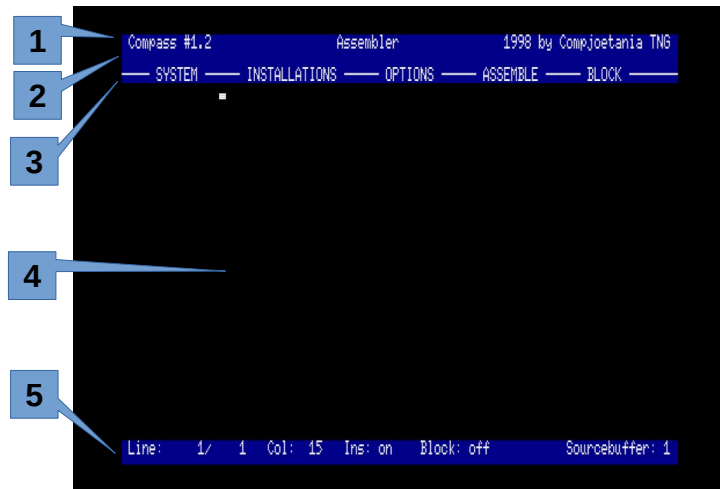 1
Compass #1.2 Assembler 1998 by Compjoetania TNG
2
SYSTEM INSTALLATIONS OPTIONS ASSEMBLE BLOCK
3
4
5
Line: 1/ 1 Col: 15 Ins: on Block: off Sourcebuffer: 1